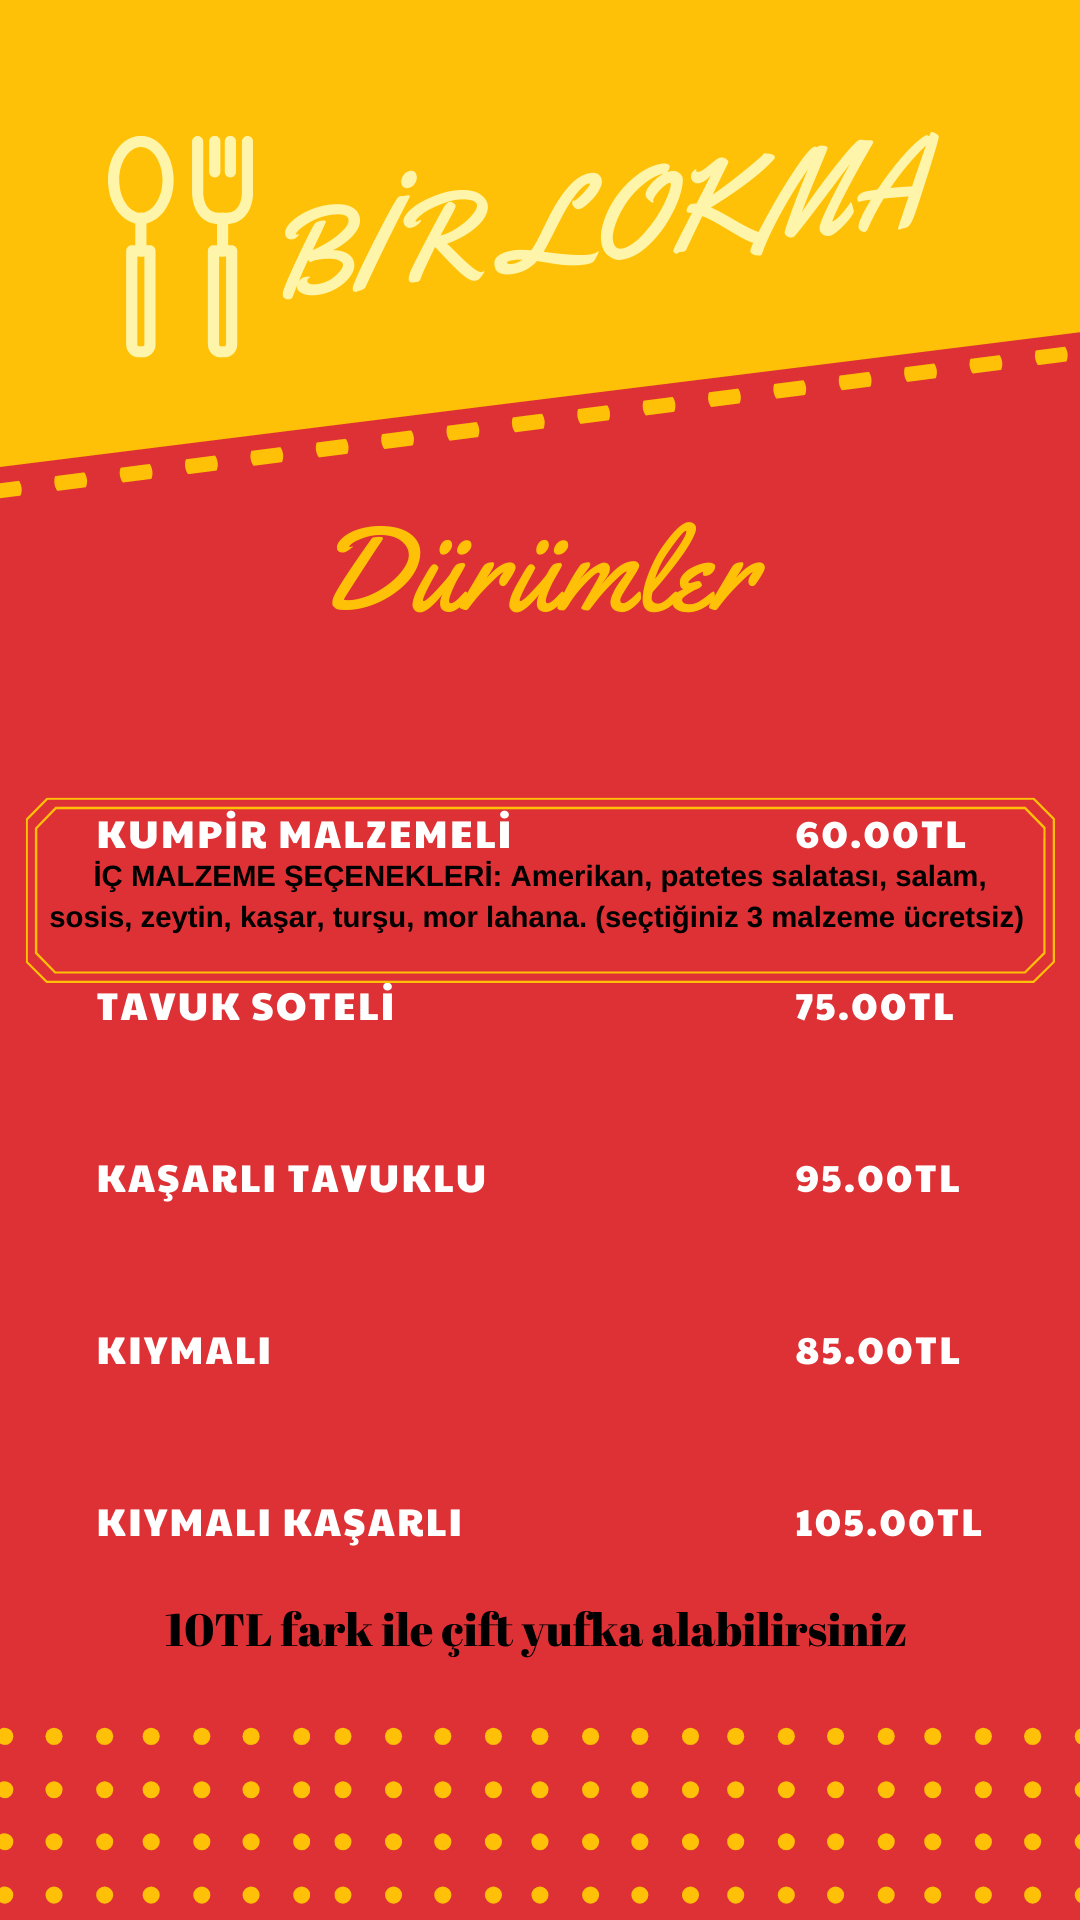 BİR LOKMA
Dürümler
KUMPİR MALZEMELİ 60.00TL
İÇ MALZEME ŞEÇENEKLERİ: Amerikan, patetes salatası, salam,
sosis, zeytin, kaşar, turşu, mor lahana. (seçtiğiniz 3 malzeme ücretsiz)
TAVUK SOTELİ 75.00TL
KAŞARLI TAVUKLU 95.00TL
KIYMALI 85.00TL
KIYMALI KAŞARLI 105.00TL
10TL fark ile çift yufka alabilirsiniz